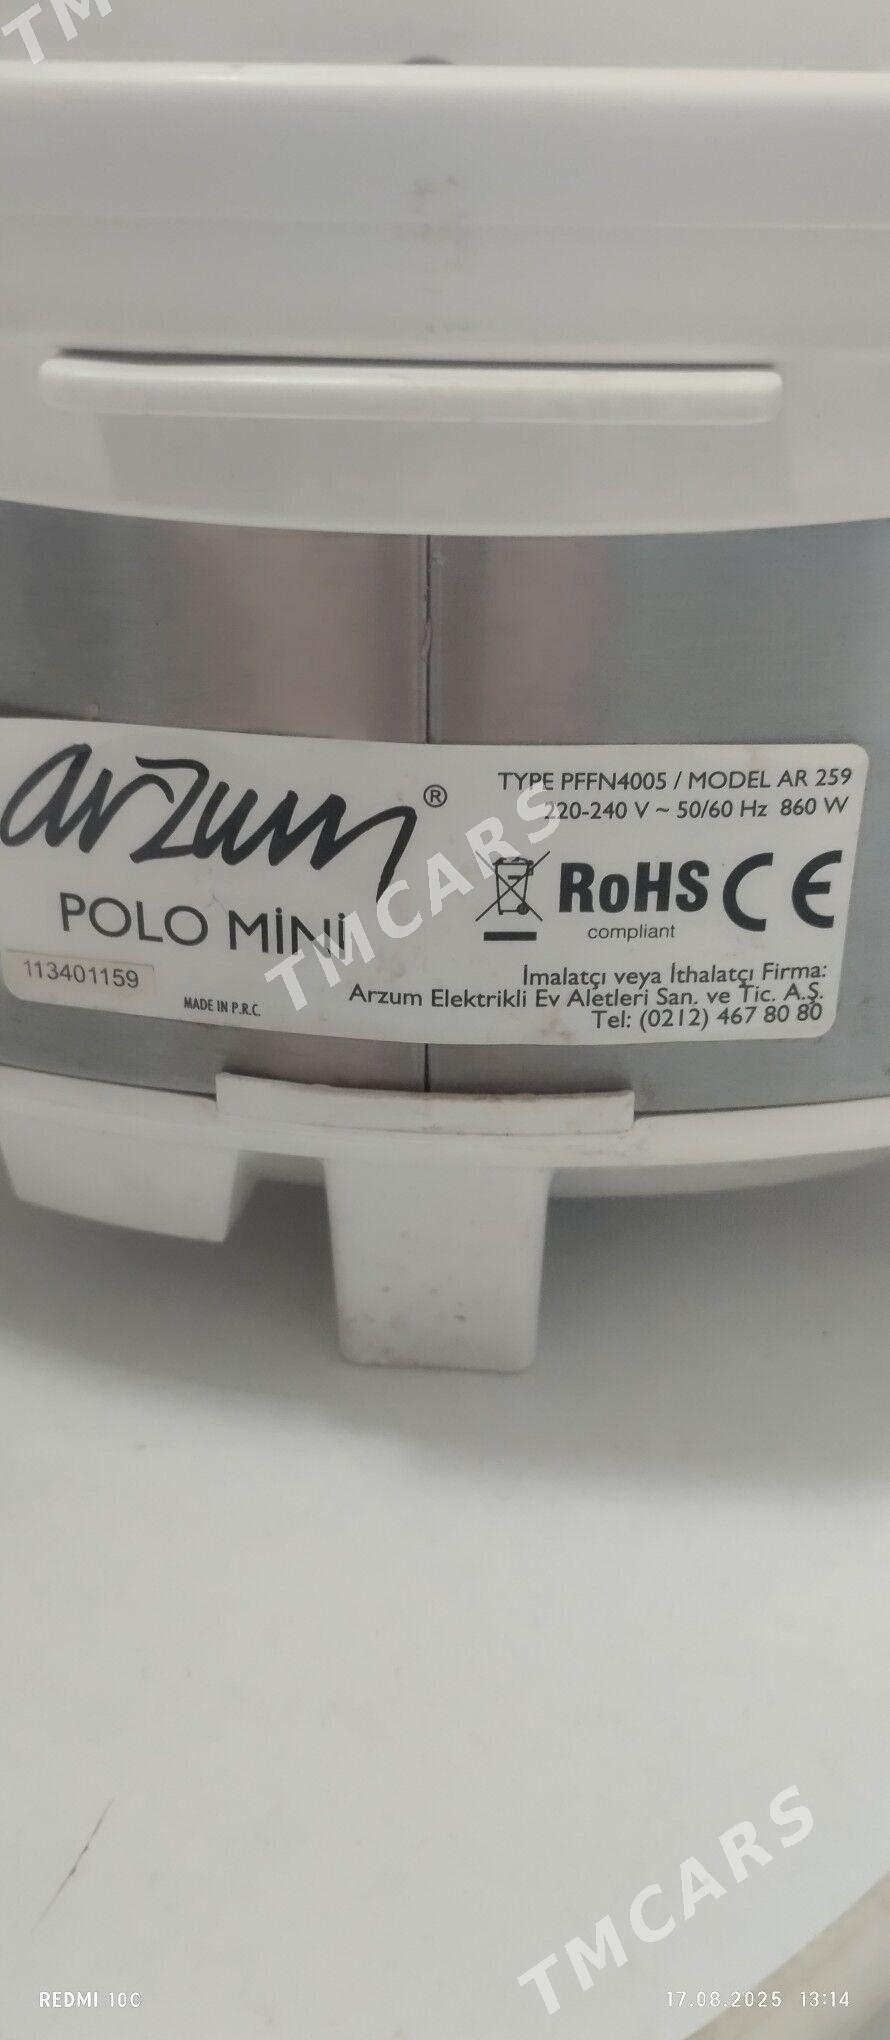 TM
arzum®
POLO MİNİ
113401159
MADE IN P.R.C.
TYPE PFFN4005 / MODEL AR 259
220-240 V ~ 50/60 Hz 860 W
RoHS CE
compliant
İmalatçı veya İthalatçı Firma:
Arzum Elektrikli Ev Aletleri San. ve Tic. A.Ş.
Tel: (0212) 467 80 80
TMCARS
TMCARS
REDMI 10C
17.08.2025 13:14